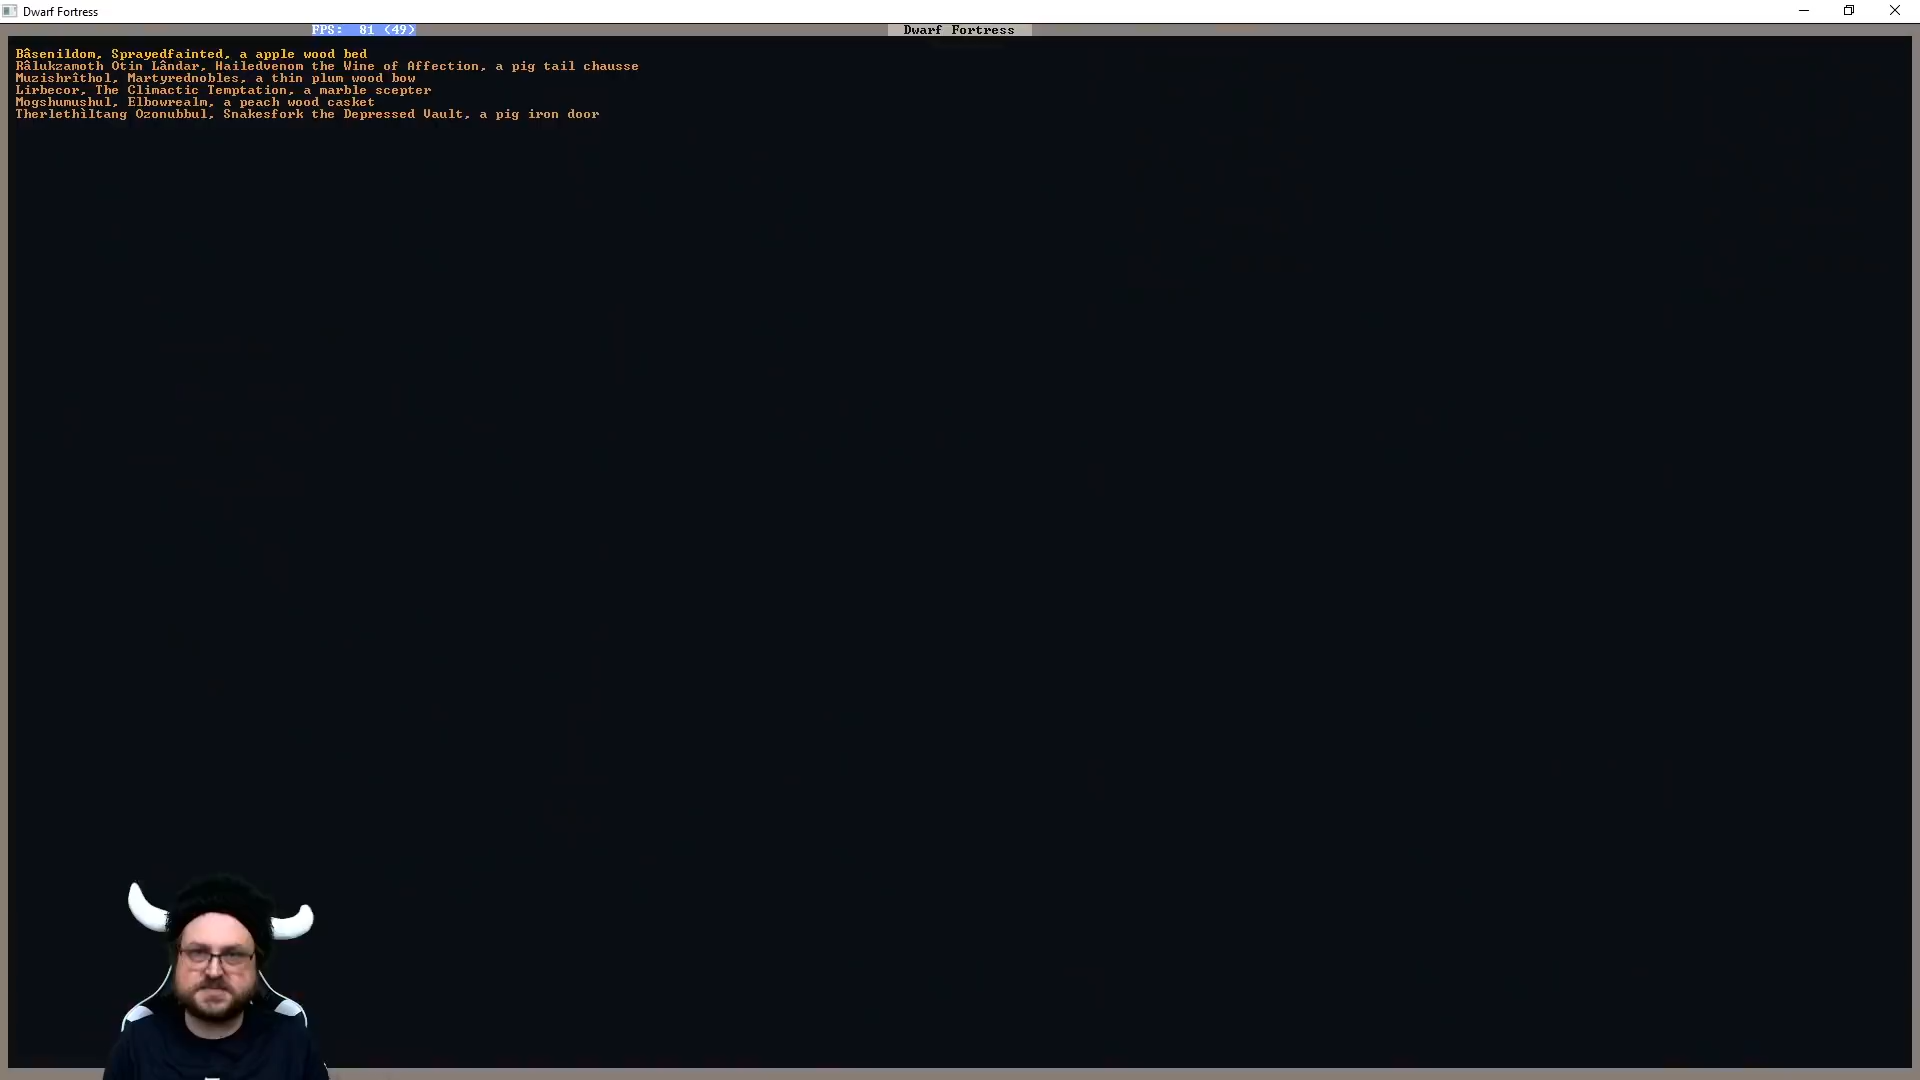 Dwarf Fortress
FPS: 81 (49)
Dwarf Fortress
Bâsenildom, Sprayedfainted, a apple wood bed
Râlukzamoth Otin Lândar, Hailedvenom the Wine of Affection, a pig tail chausse
Muzishrîthol, Martyrednobles, a thin plum wood bow
Lirbecor, The Climactic Temptation, a marble scepter
Mogshumushul, Elbowrealm, a peach wood casket
Therlethìltang Ozonubbul, Snakesfork the Depressed Vault, a pig iron door